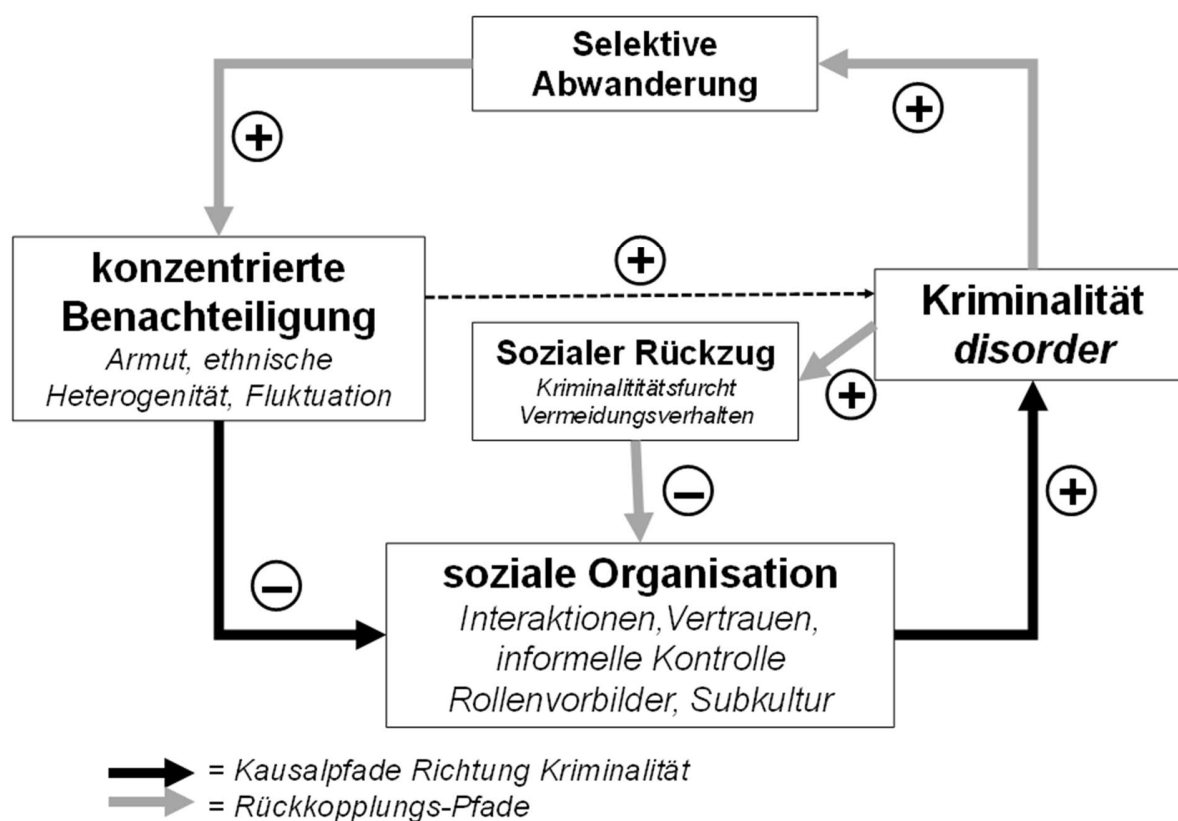 Selektive
Abwanderung
+
+
konzentrierte
Benachteiligung
Armut, ethnische
Heterogenität, Fluktuation
+
Kriminalität
disorder
Sozialer Rückzug
Kriminalititätsfurcht
Vermeidungsverhalten
+
−
+
−
soziale Organisation
Interaktionen,Vertrauen,
informelle Kontrolle
Rollenvorbilder, Subkultur
= Kausalpfade Richtung Kriminalität
= Rückkopplungs-Pfade